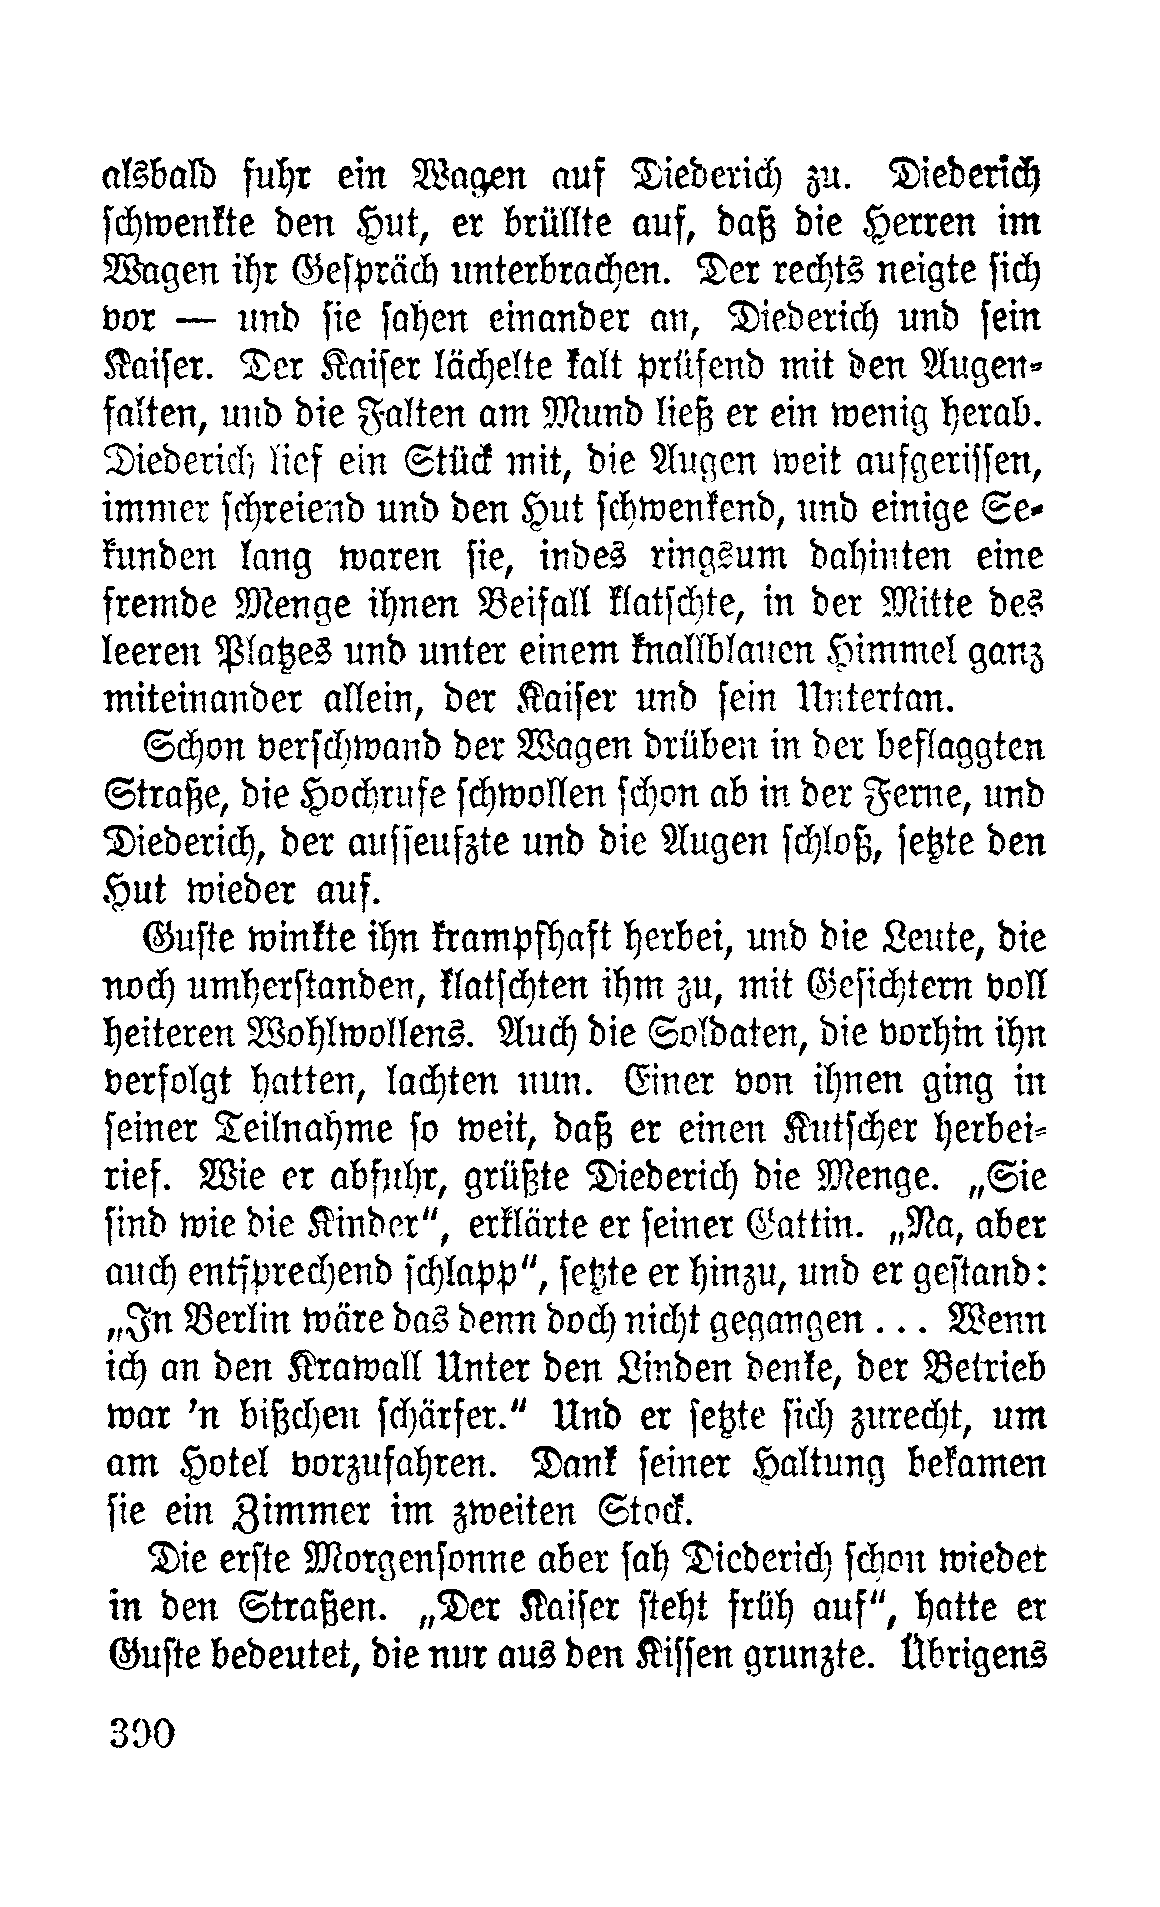 alsbald fuhr ein Wagen auf Diederich zu. Diederich
schwenkte den Hut, er brüllte auf, daß die Herren im
Wagen ihr Gespräch unterbrachen. Der rechts neigte sich
vor — und sie sahen einander an, Diederich und sein
Kaiser. Der Kaiser lächelte kalt prüfend mit den Augen-
falten, und die Falten am Mund ließ er ein wenig herab.
Diederich lief ein Stück mit, die Augen weit aufgerissen,
immer schreiend und den Hut schwenkend, und einige Se-
kunden lang waren sie, indes ringsum dahinten eine
fremde Menge ihnen Beifall klatschte, in der Mitte des
leeren Platzes und unter einem knallblauen Himmel ganz
miteinander allein, der Kaiser und sein Untertan.
Schon verschwand der Wagen drüben in der beflaggten
Straße, die Hochrufe schwollen schon ab in der Ferne, und
Diederich, der aufseufzte und die Augen schloß, setzte den
Hut wieder auf.
Guste winkte ihn krampfhaft herbei, und die Leute, die
noch umherstanden, klatschten ihm zu, mit Gesichtern voll
heiteren Wohlwollens. Auch die Soldaten, die vorhin ihn
verfolgt hatten, lachten nun. Einer von ihnen ging in
seiner Teilnahme so weit, daß er einen Kutscher herbei-
rief. Wie er abfuhr, grüßte Diederich die Menge. „Sie
sind wie die Kinder“, erklärte er seiner Gattin. „Na, aber
auch entsprechend schlapp“, setzte er hinzu, und er gestand:
„In Berlin wäre das denn doch nicht gegangen . . . Wenn
ich an den Krawall Unter den Linden denke, der Betrieb
war ’n bißchen schärfer.“ Und er setzte sich zurecht, um
am Hotel vorzufahren. Dank seiner Haltung bekamen
sie ein Zimmer im zweiten Stock.
Die erste Morgensonne aber sah Diederich schon wieder
in den Straßen. „Der Kaiser steht früh auf“, hatte er
Guste bedeutet, die nur aus den Kissen grunzte. Übrigens
390